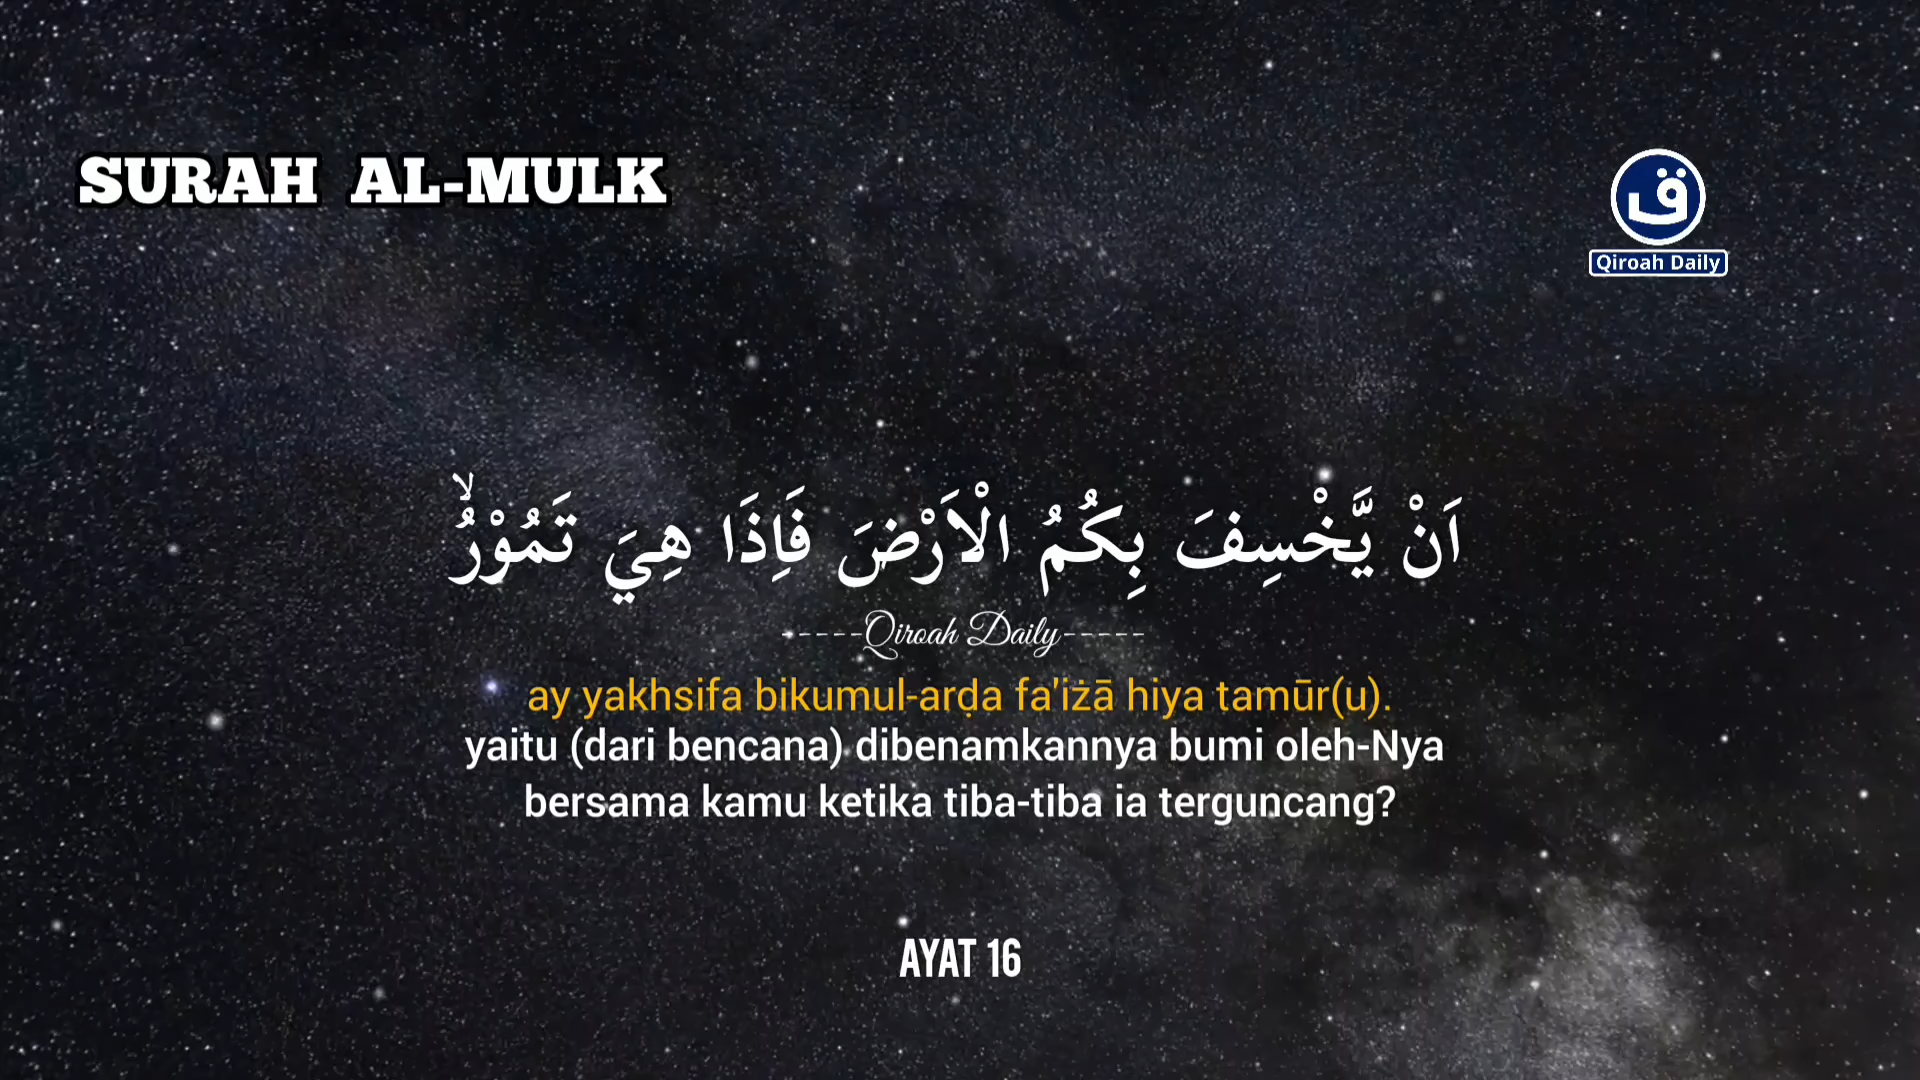 SURAH AL-MULK
ق
Qiroah Daily
اَنْ يَّخْسِفَ بِكُمُ الْاَرْضَ فَاِذَا هِيَ تَمُوْرُۙ
-----Qiroah Daily-----
ay yakhsifa bikumul-arḍa fa'iżā hiya tamūr(u).
yaitu (dari bencana) dibenamkannya bumi oleh-Nya
bersama kamu ketika tiba-tiba ia terguncang?
AYAT 16